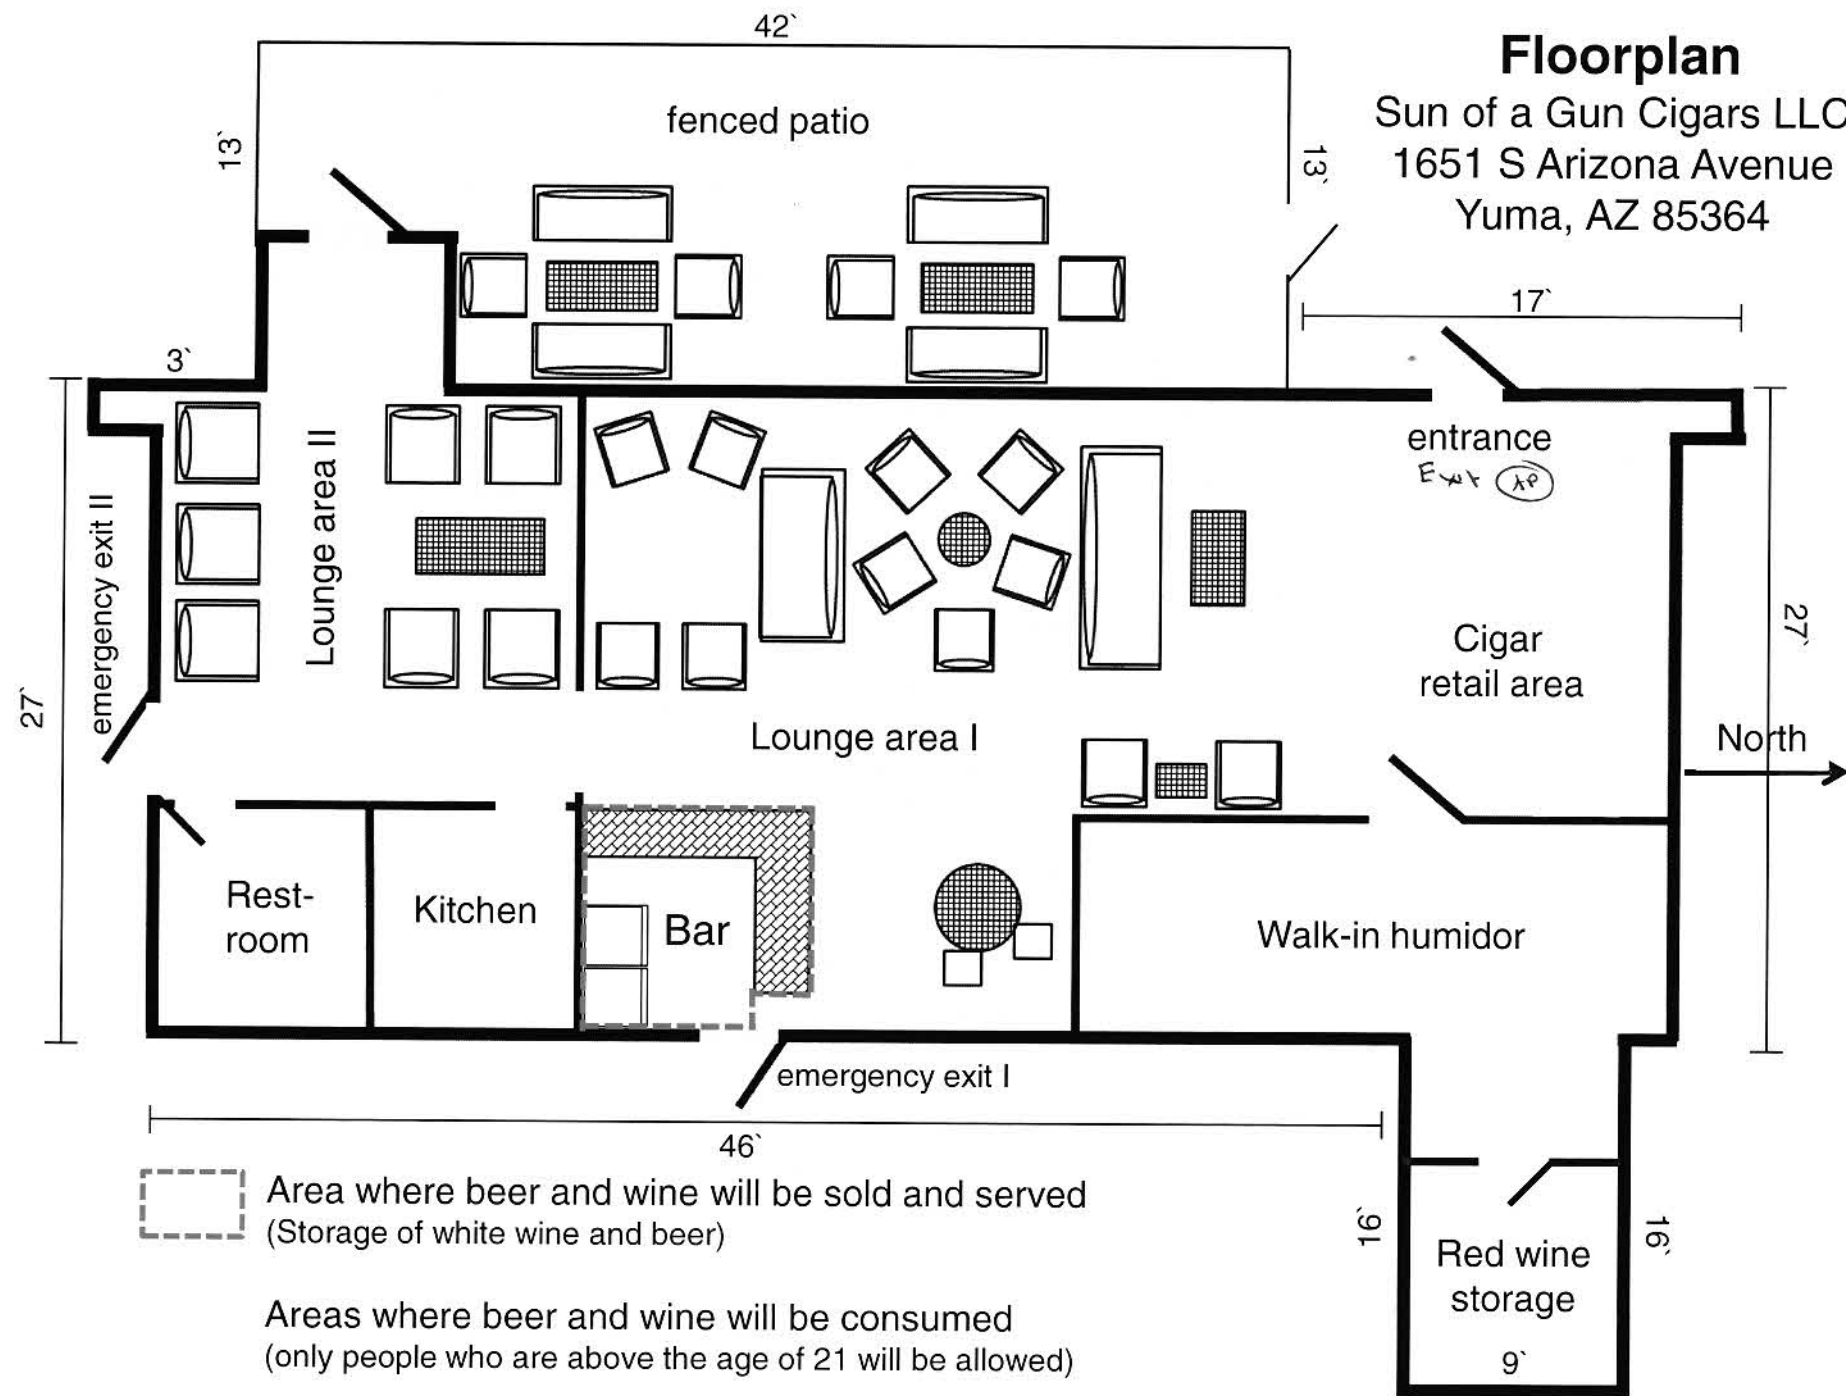 42`
Floorplan
Sun of a Gun Cigars LLC
1651 S Arizona Avenue
Yuma, AZ 85364
fenced patio
13`
13`
17`
3`
entrance
Exit AP
Lounge area II
emergency exit II
27`
27`
Cigar
retail area
Lounge area I
North
Rest-
room
Kitchen
Bar
Walk-in humidor
emergency exit I
46`
Area where beer and wine will be sold and served
(Storage of white wine and beer)
16`
16`
Red wine
storage
9`
Areas where beer and wine will be consumed
(only people who are above the age of 21 will be allowed)